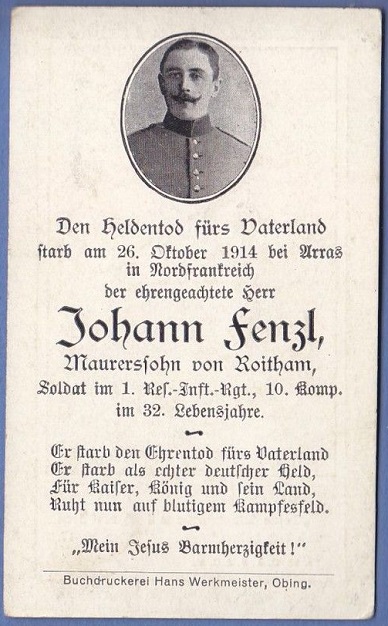 Den Heldentod fürs Vaterland
starb am 26. Oktober 1914 bei Arras
in Nordfrankreich
der ehrengeachtete Herr
Johann Fenzl,
Maurerssohn von Roitham,
Soldat im 1. Res.-Inft.-Rgt., 10. Komp.
im 32. Lebensjahre.
Er starb den Ehrentod fürs Vaterland
Er starb als echter deutscher Held,
Für Kaiser, König und sein Land,
Ruht nun auf blutigem Kampfesfeld.
„Mein Jesus Barmherzigkeit!"
Buchdruckerei Hans Werkmeister, Obing.